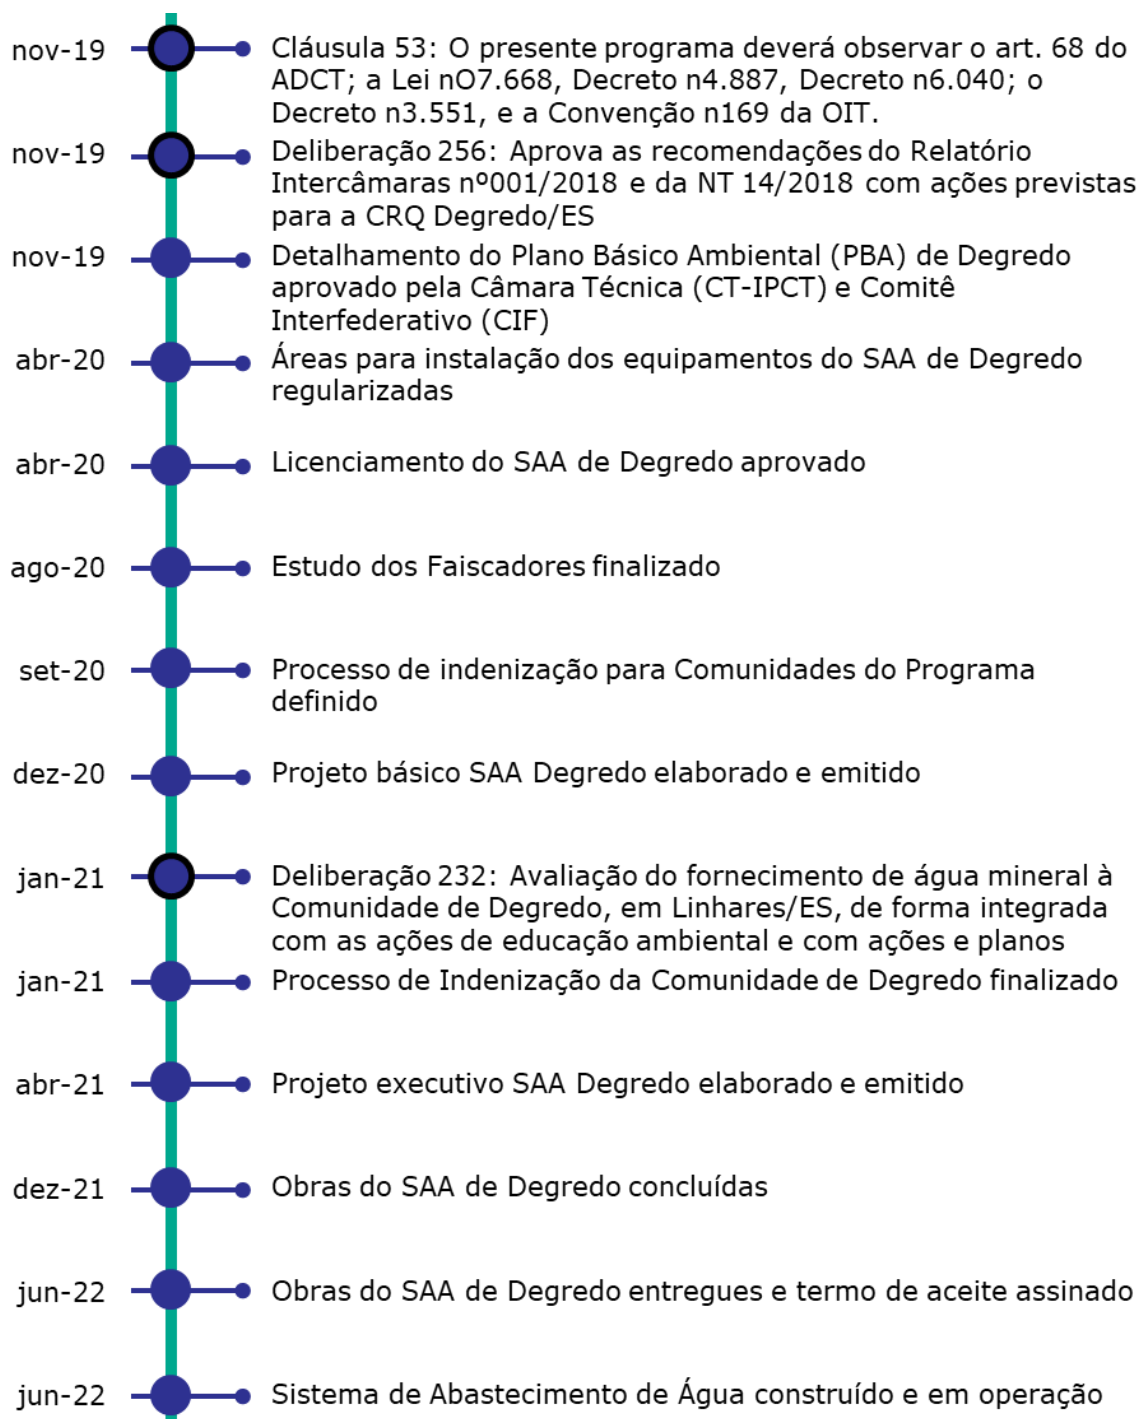 nov-19
Cláusula 53: O presente programa deverá observar o art. 68 do
ADCT; a Lei nO7.668, Decreto n4.887, Decreto n6.040; o
Decreto n3.551, e a Convenção n169 da OIT.
nov-19
Deliberação 256: Aprova as recomendações do Relatório
Intercâmaras nº001/2018 e da NT 14/2018 com ações previstas
para a CRQ Degredo/ES
nov-19
Detalhamento do Plano Básico Ambiental (PBA) de Degredo
aprovado pela Câmara Técnica (CT-IPCT) e Comitê
Interfederativo (CIF)
abr-20
Áreas para instalação dos equipamentos do SAA de Degredo
regularizadas
abr-20
Licenciamento do SAA de Degredo aprovado
ago-20
Estudo dos Faiscadores finalizado
set-20
Processo de indenização para Comunidades do Programa
definido
dez-20
Projeto básico SAA Degredo elaborado e emitido
jan-21
Deliberação 232: Avaliação do fornecimento de água mineral à
Comunidade de Degredo, em Linhares/ES, de forma integrada
com as ações de educação ambiental e com ações e planos
jan-21
Processo de Indenização da Comunidade de Degredo finalizado
abr-21
Projeto executivo SAA Degredo elaborado e emitido
dez-21
Obras do SAA de Degredo concluídas
jun-22
Obras do SAA de Degredo entregues e termo de aceite assinado
jun-22
Sistema de Abastecimento de Água construído e em operação